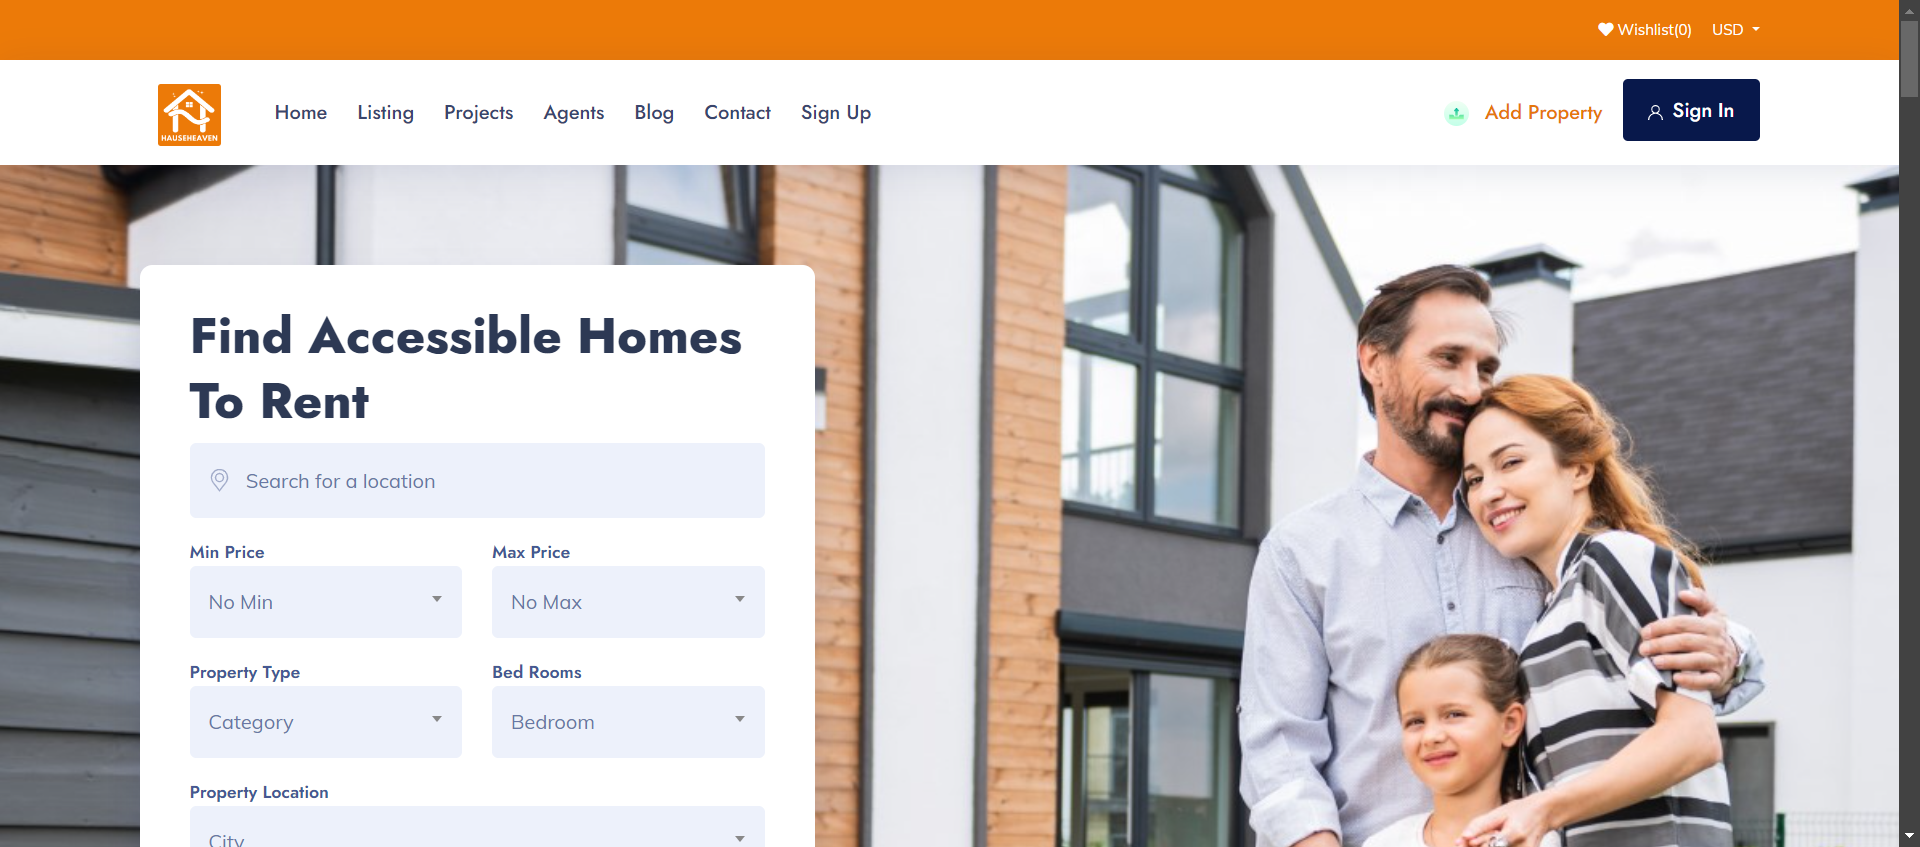 Wishlist(0) USD
HAUSEHEAVEN
Home Listing Projects Agents Blog Contact Sign Up Add Property Sign In
Find Accessible Homes
To Rent
Search for a location
Min Price Max Price
No Min No Max
Property Type Bed Rooms
Category Bedroom
Property Location
City